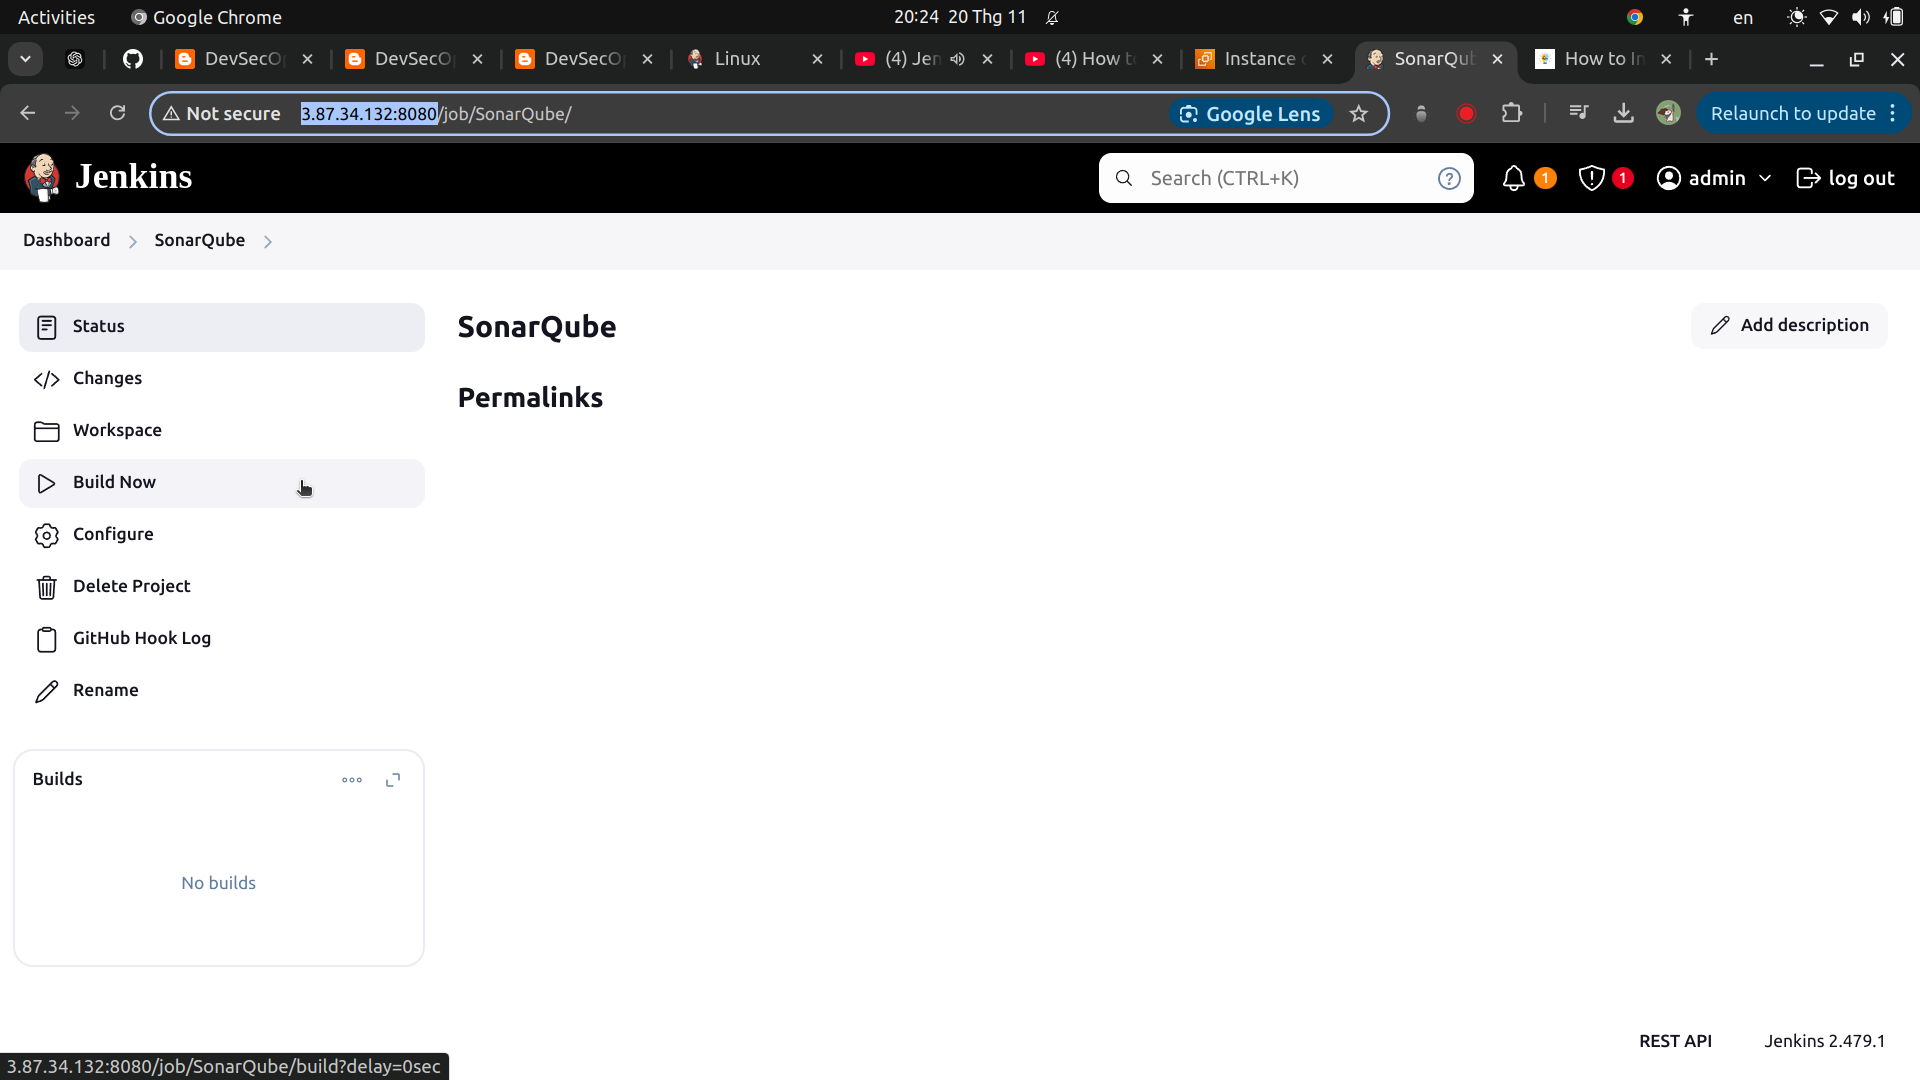 Activities Google Chrome 20:24 20 Thg 11 en
DevSecO DevSecO DevSecO Linux (4) Jen (4) How t Instance SonarQu How to In
Not secure 3.87.34.132:8080/job/SonarQube/ Google Lens Relaunch to update
Jenkins Search (CTRL+K) 1 1 admin log out
Dashboard SonarQube
Status
Changes
Workspace
Build Now
Configure
Delete Project
GitHub Hook Log
Rename
SonarQube
Add description
Permalinks
Builds
No builds
REST API Jenkins 2.479.1
3.87.34.132:8080/job/SonarQube/build?delay=0sec